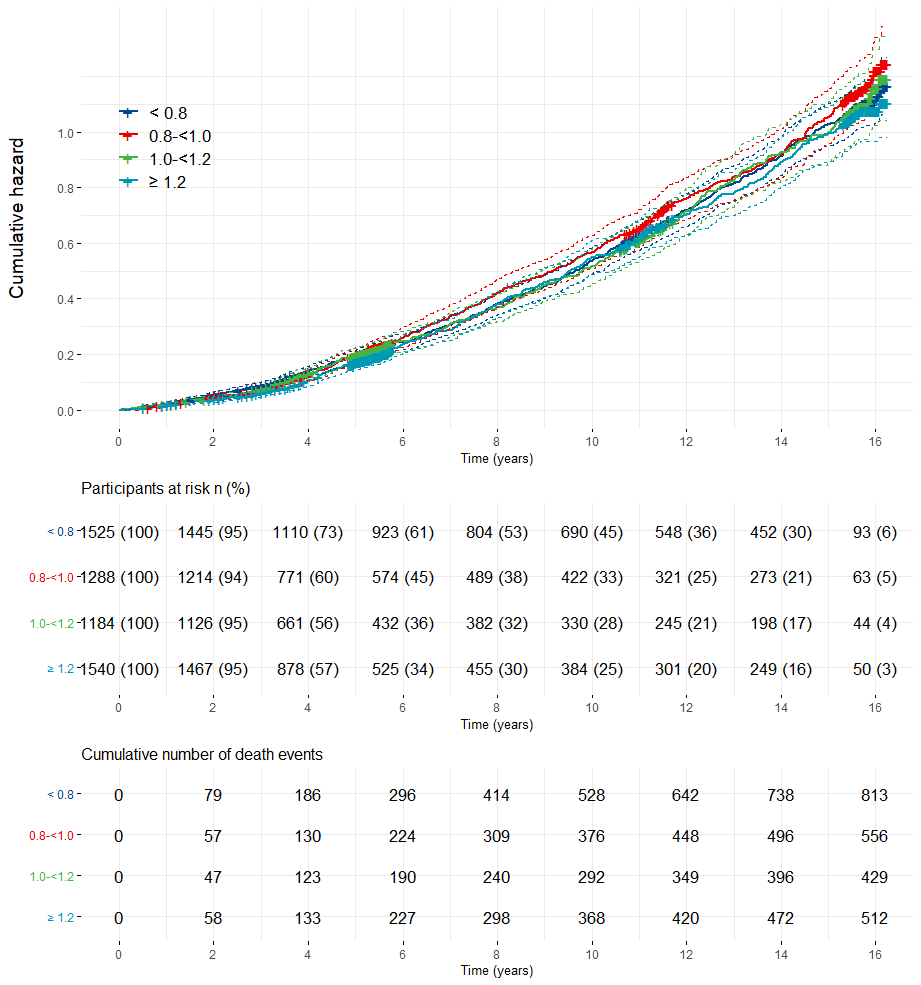 Cumulative hazard
1.0
0.8
0.6
0.4
0.2
0.0
< 0.8
0.8-<1.0
1.0-<1.2
≥ 1.2
0 2 4 6 8 10 12 14 16
Time (years)
Participants at risk n (%)
< 0.8 1525 (100) 1445 (95) 1110 (73) 923 (61) 804 (53) 690 (45) 548 (36) 452 (30) 93 (6)
0.8-<1.0 1288 (100) 1214 (94) 771 (60) 574 (45) 489 (38) 422 (33) 321 (25) 273 (21) 63 (5)
1.0-<1.2 1184 (100) 1126 (95) 661 (56) 432 (36) 382 (32) 330 (28) 245 (21) 198 (17) 44 (4)
≥ 1.2 1540 (100) 1467 (95) 878 (57) 525 (34) 455 (30) 384 (25) 301 (20) 249 (16) 50 (3)
0 2 4 6 8 10 12 14 16
Time (years)
Cumulative number of death events
< 0.8 0 79 186 296 414 528 642 738 813
0.8-<1.0 0 57 130 224 309 376 448 496 556
1.0-<1.2 0 47 123 190 240 292 349 396 429
≥ 1.2 0 58 133 227 298 368 420 472 512
0 2 4 6 8 10 12 14 16
Time (years)